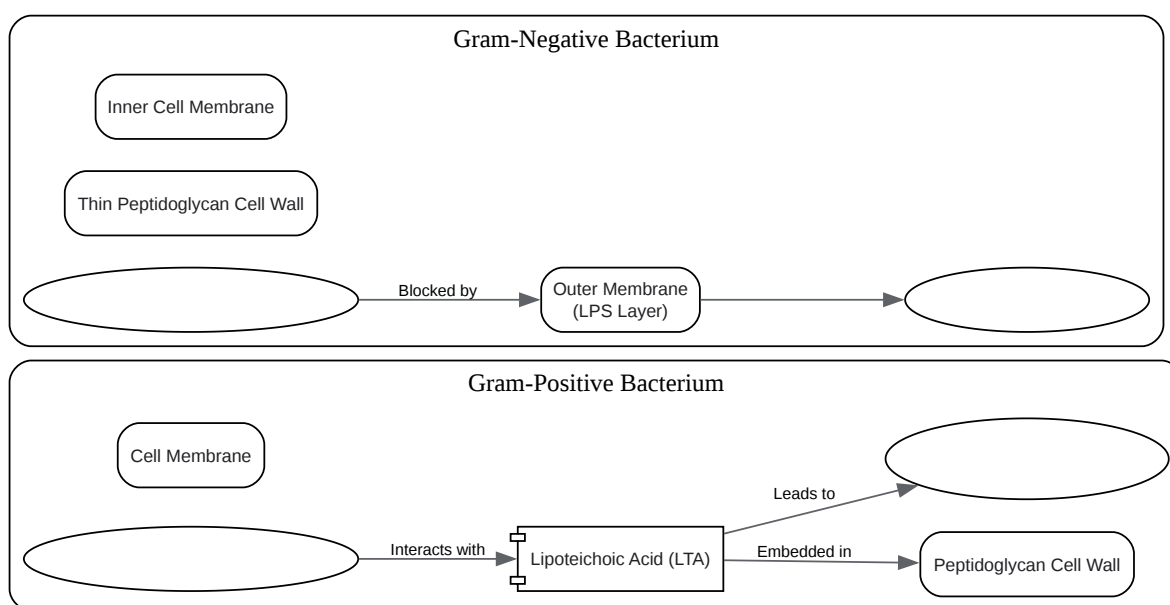 Gram-Negative Bacterium
Inner Cell Membrane
Thin Peptidoglycan Cell Wall
Blocked by
Outer Membrane
(LPS Layer)
Gram-Positive Bacterium
Cell Membrane
Leads to
Interacts with
Lipoteichoic Acid (LTA)
Embedded in
Peptidoglycan Cell Wall